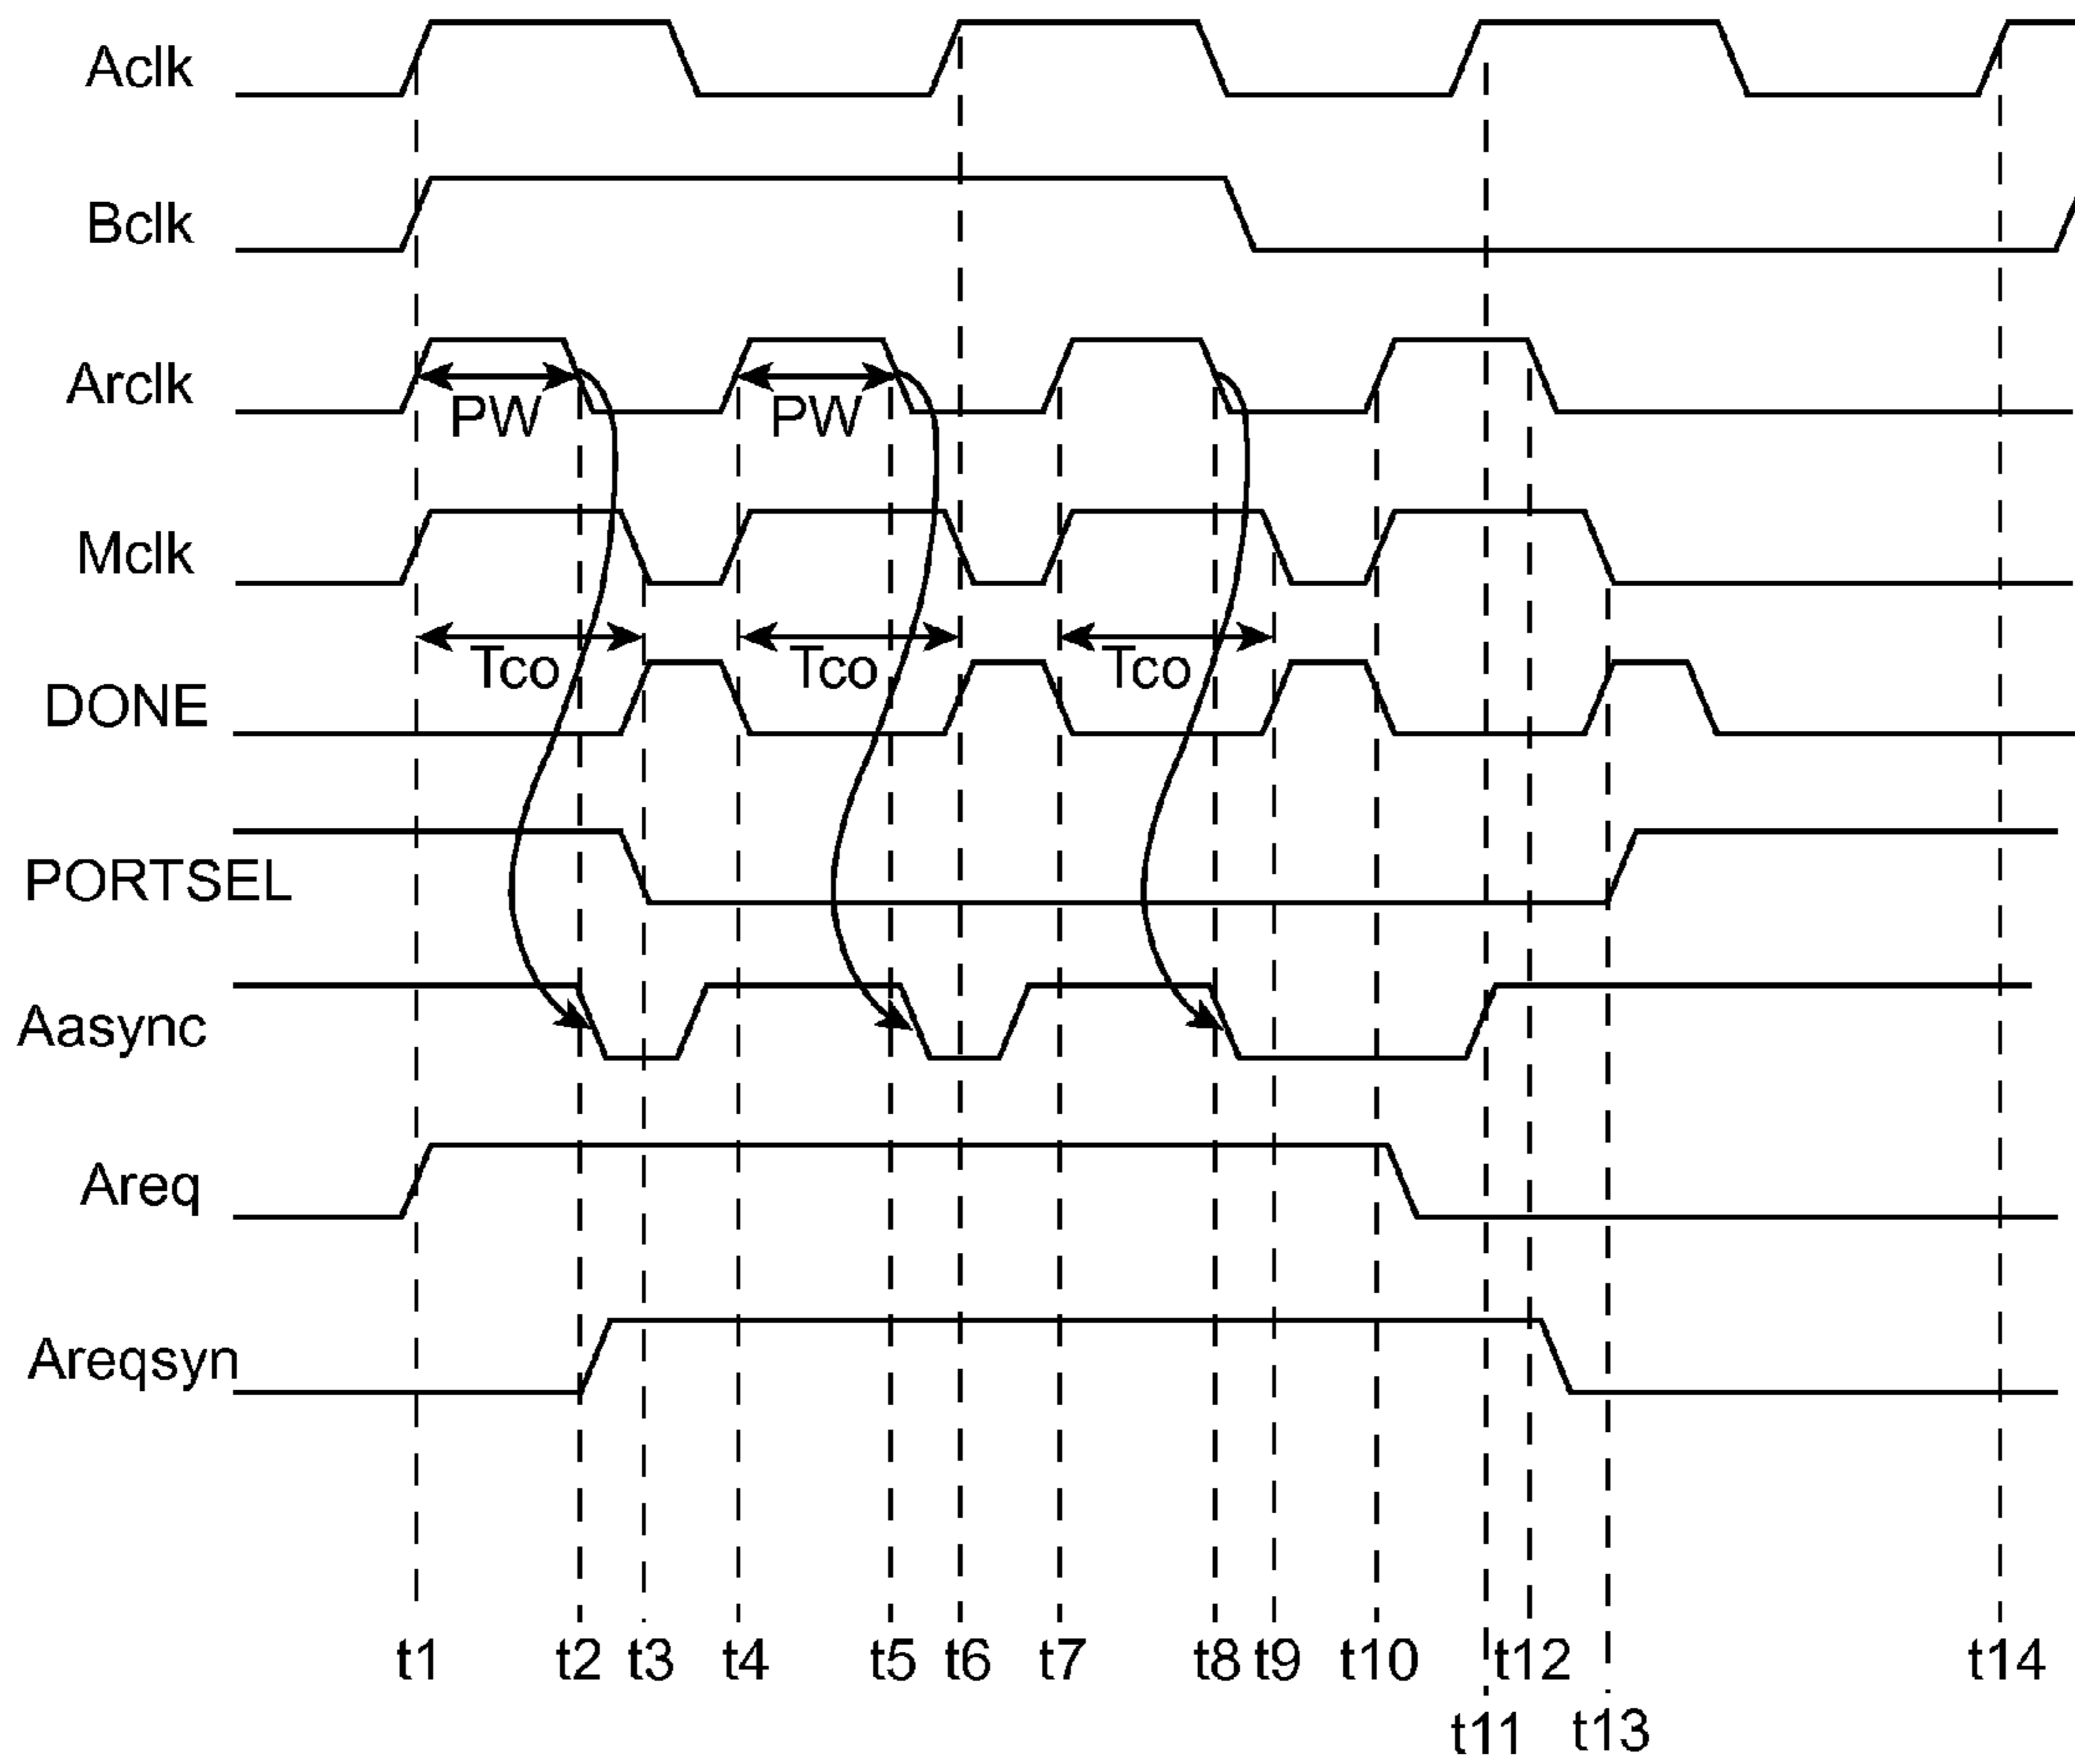 Aclk
Bclk
Arclk
PW PW
Mclk
Tco Tco Tco
DONE
PORTSEL
Aasync
Areq
Areqsyn
t1 t2 t3 t4 t5 t6 t7 t8 t9 t10 t12 t14
t11 t13